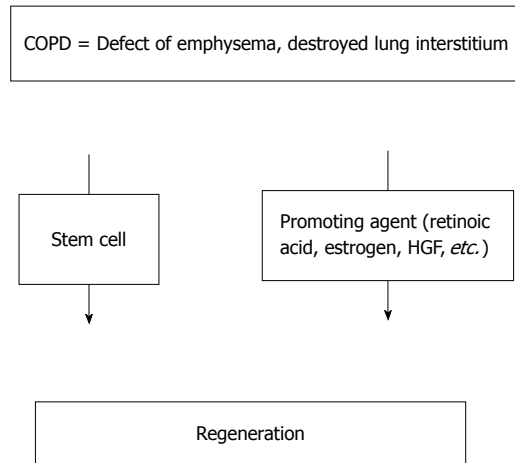 COPD = Defect of emphysema, destroyed lung interstitium
Stem cell
Promoting agent (retinoic
acid, estrogen, HGF, etc.)
Regeneration